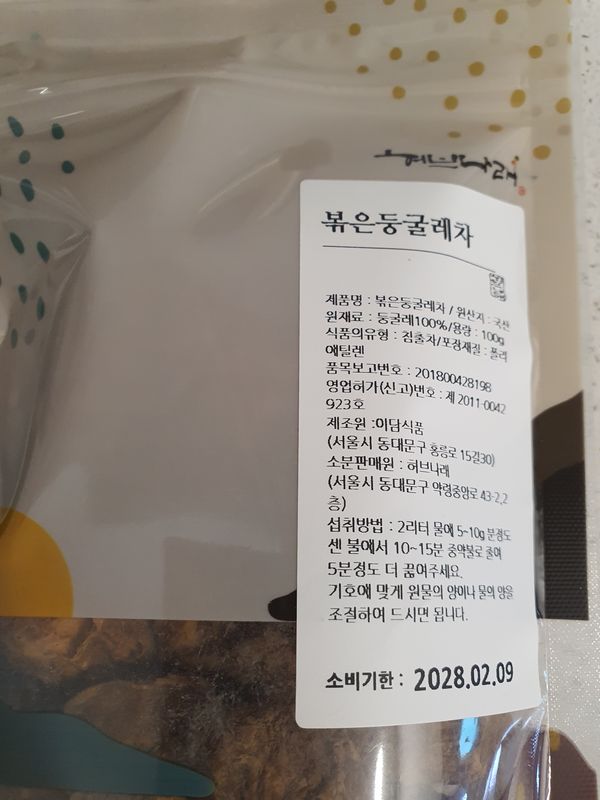 허브나래
볶은둥굴레차
제품명 : 볶은둥굴레차 / 원산지 : 국산
원재료 : 둥굴레100%/용량 : 100g
식품의유형 : 침출차/포장재질 : 폴리
에틸렌
품목보고번호 : 201800428198
영업허가(신고)번호 : 제 2011-0042
923호
제조원 :이담식품
(서울시 동대문구 홍릉로 15길30)
소분판매원 : 허브나래
(서울시 동대문구 약령중앙로 43-2,2
층)
섭취방법 : 2리터 물에 5~10g 분정도
센 불에서 10~15분 중약불로 줄여
5분정도 더 끓여주세요.
기호에 맞게 원물의 양이나 물의 양을
조절하여 드시면 됩니다.
소비기한 : 2028.02.09